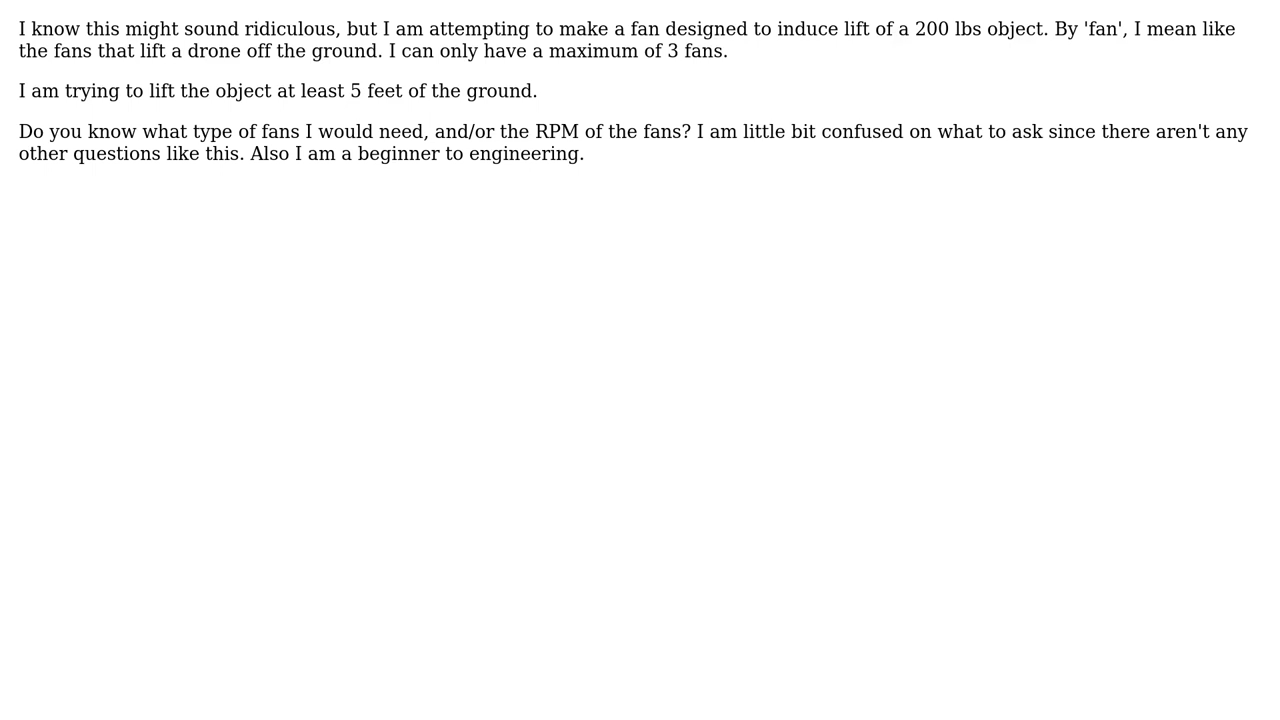 I know this might sound ridiculous, but I am attempting to make a fan designed to induce lift of a 200 lbs object. By 'fan', I mean like
the fans that lift a drone off the ground. I can only have a maximum of 3 fans.
I am trying to lift the object at least 5 feet of the ground.
Do you know what type of fans I would need, and/or the RPM of the fans? I am little bit confused on what to ask since there aren't any
other questions like this. Also I am a beginner to engineering.